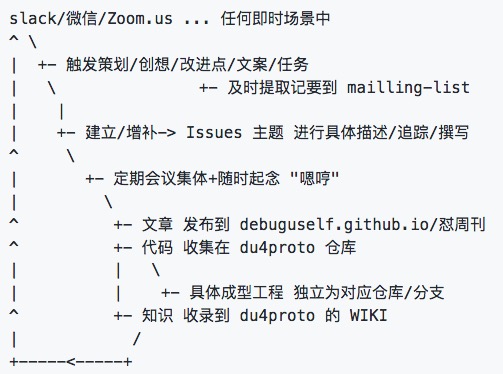 slack/微信/Zoom.us ... 任何即时场景中
^ \
|  +- 触发策划/创想/改进点/文案/任务
|   \               +- 及时提取记要到 mailling-list
|    |
|    +- 建立/增补-> Issues 主题 进行具体描述/追踪/撰写
^     \
|       +- 定期会议集体+随时起念 "嗯哼"
|         \
^          +- 文章 发布到 debuguself.github.io/怼周刊
^          +- 代码 收集在 du4proto 仓库
|          |   \
|          |    +- 具体成型工程 独立为对应仓库/分支
^          +- 知识 收录到 du4proto 的 WIKI
|            /
+-----<-----+